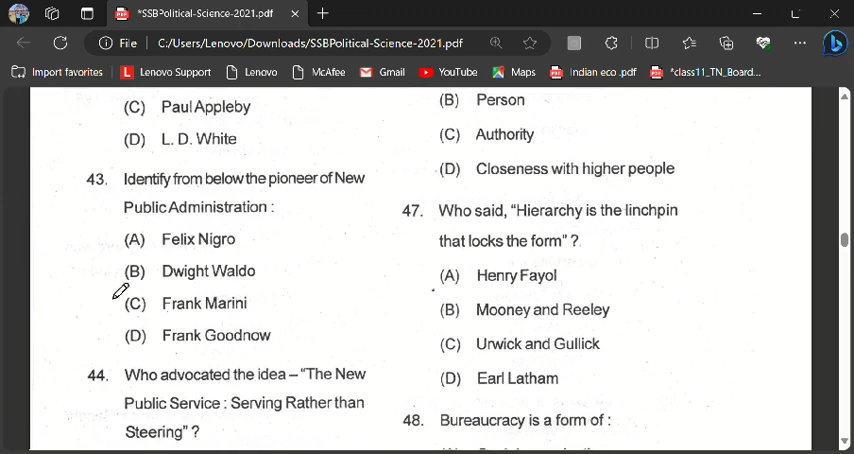 *SSBPolitical-Science-2021.pdf
File C:/Users/Lenovo/Downloads/SSBPolitical-Science-2021.pdf
Import favorites Lenovo Support Lenovo McAfee Gmail YouTube Maps Indian eco .pdf *class11_TN_Board...
(C) Paul Appleby
(D) L. D. White
43. Identify from below the pioneer of New
Public Administration :
(A) Felix Nigro
(B) Dwight Waldo
(C) Frank Marini
(D) Frank Goodnow
44. Who advocated the idea – "The New
Public Service : Serving Rather than
Steering" ?
(B) Person
(C) Authority
(D) Closeness with higher people
47. Who said, "Hierarchy is the linchpin
that locks the form" ?
(A) Henry Fayol
(B) Mooney and Reeley
(C) Urwick and Gullick
(D) Earl Latham
48. Bureaucracy is a form of :